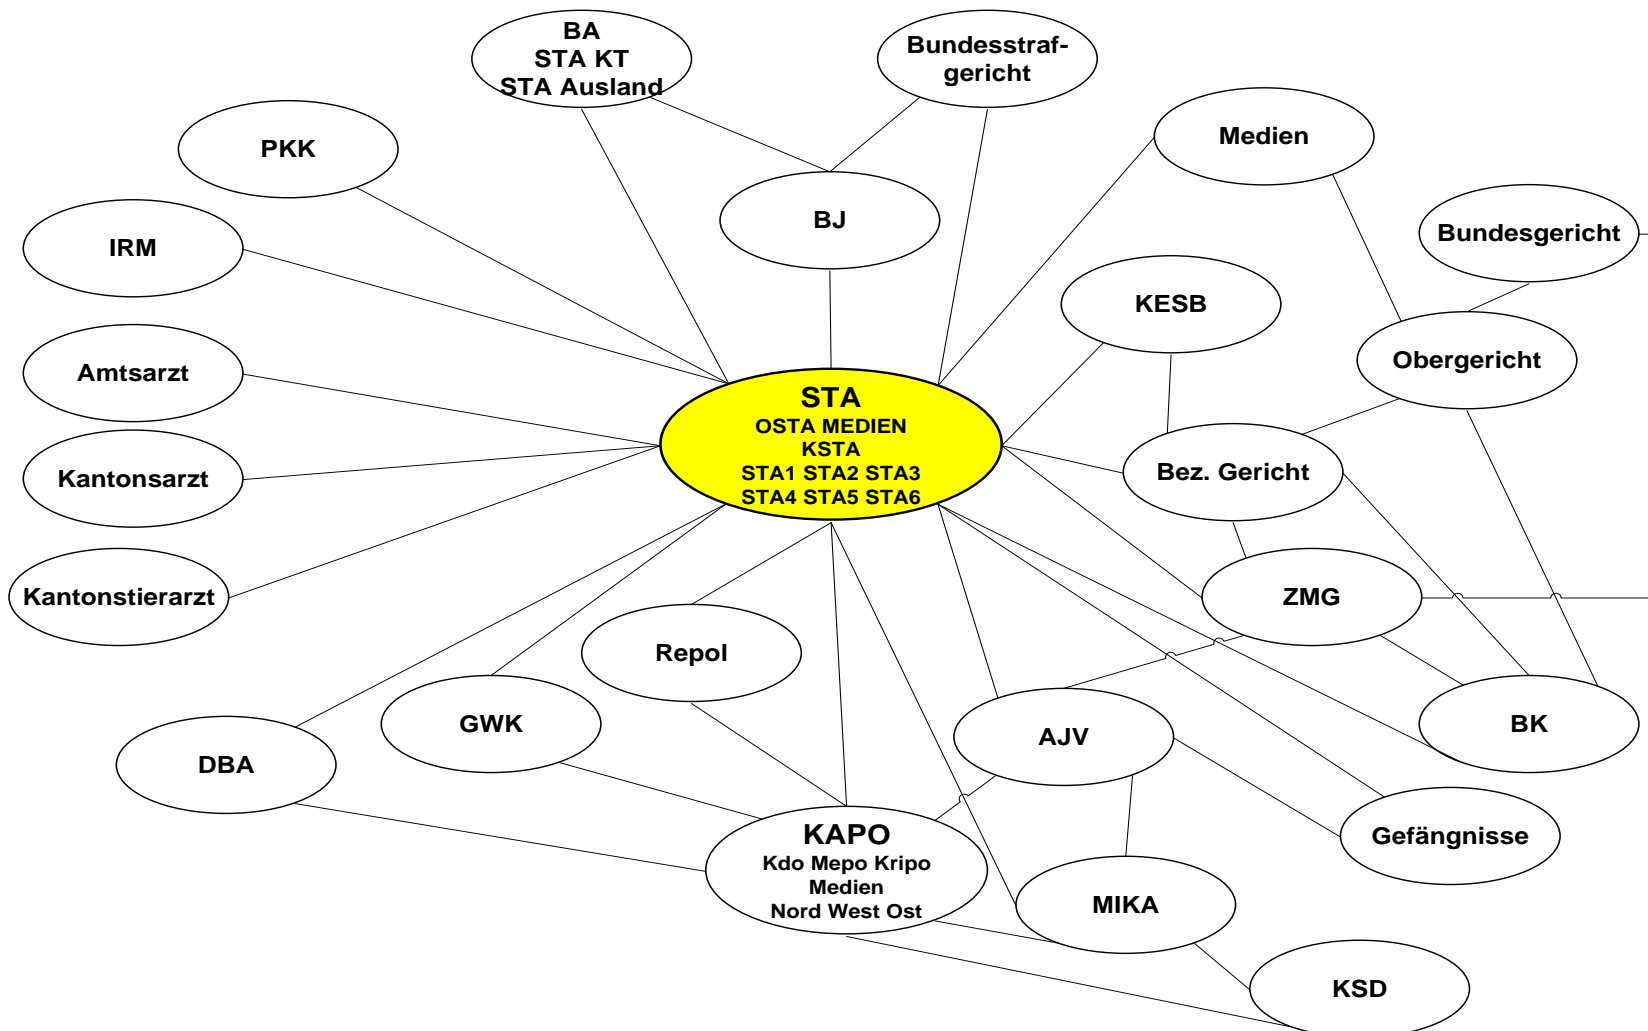 BA
STA KT
STA Ausland
Bundesstraf-
gericht
Medien
PKK
BJ
Bundesgericht
IRM
KESB
Obergericht
Amtsarzt
STA
OSTA MEDIEN
KSTA
STA1 STA2 STA3
STA4 STA5 STA6
Kantonsarzt
Bez. Gericht
Kantonstierarzt
ZMG
Repol
GWK
AJV
BK
DBA
KAPO
Kdo Mepo Kripo
Medien
Nord West Ost
Gefängnisse
MIKA
KSD